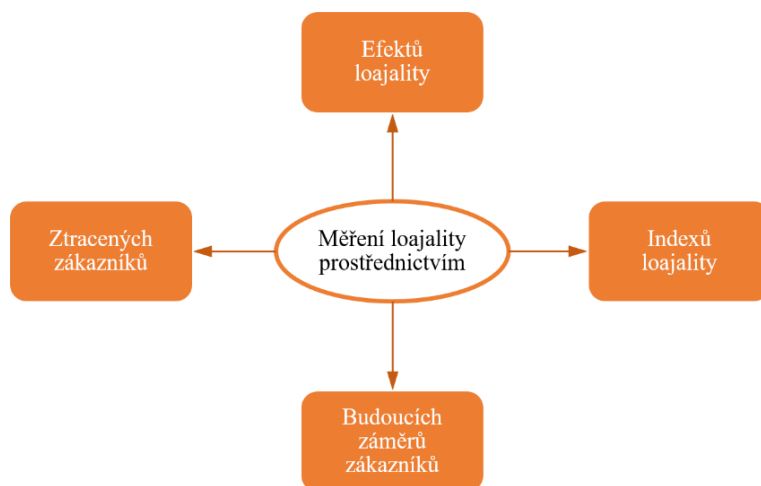 Efektů
loajality
Ztracených
zákazníků
Měření loajality
prostřednictvím
Indexů
loajality
Budoucích
záměrů
zákazníků